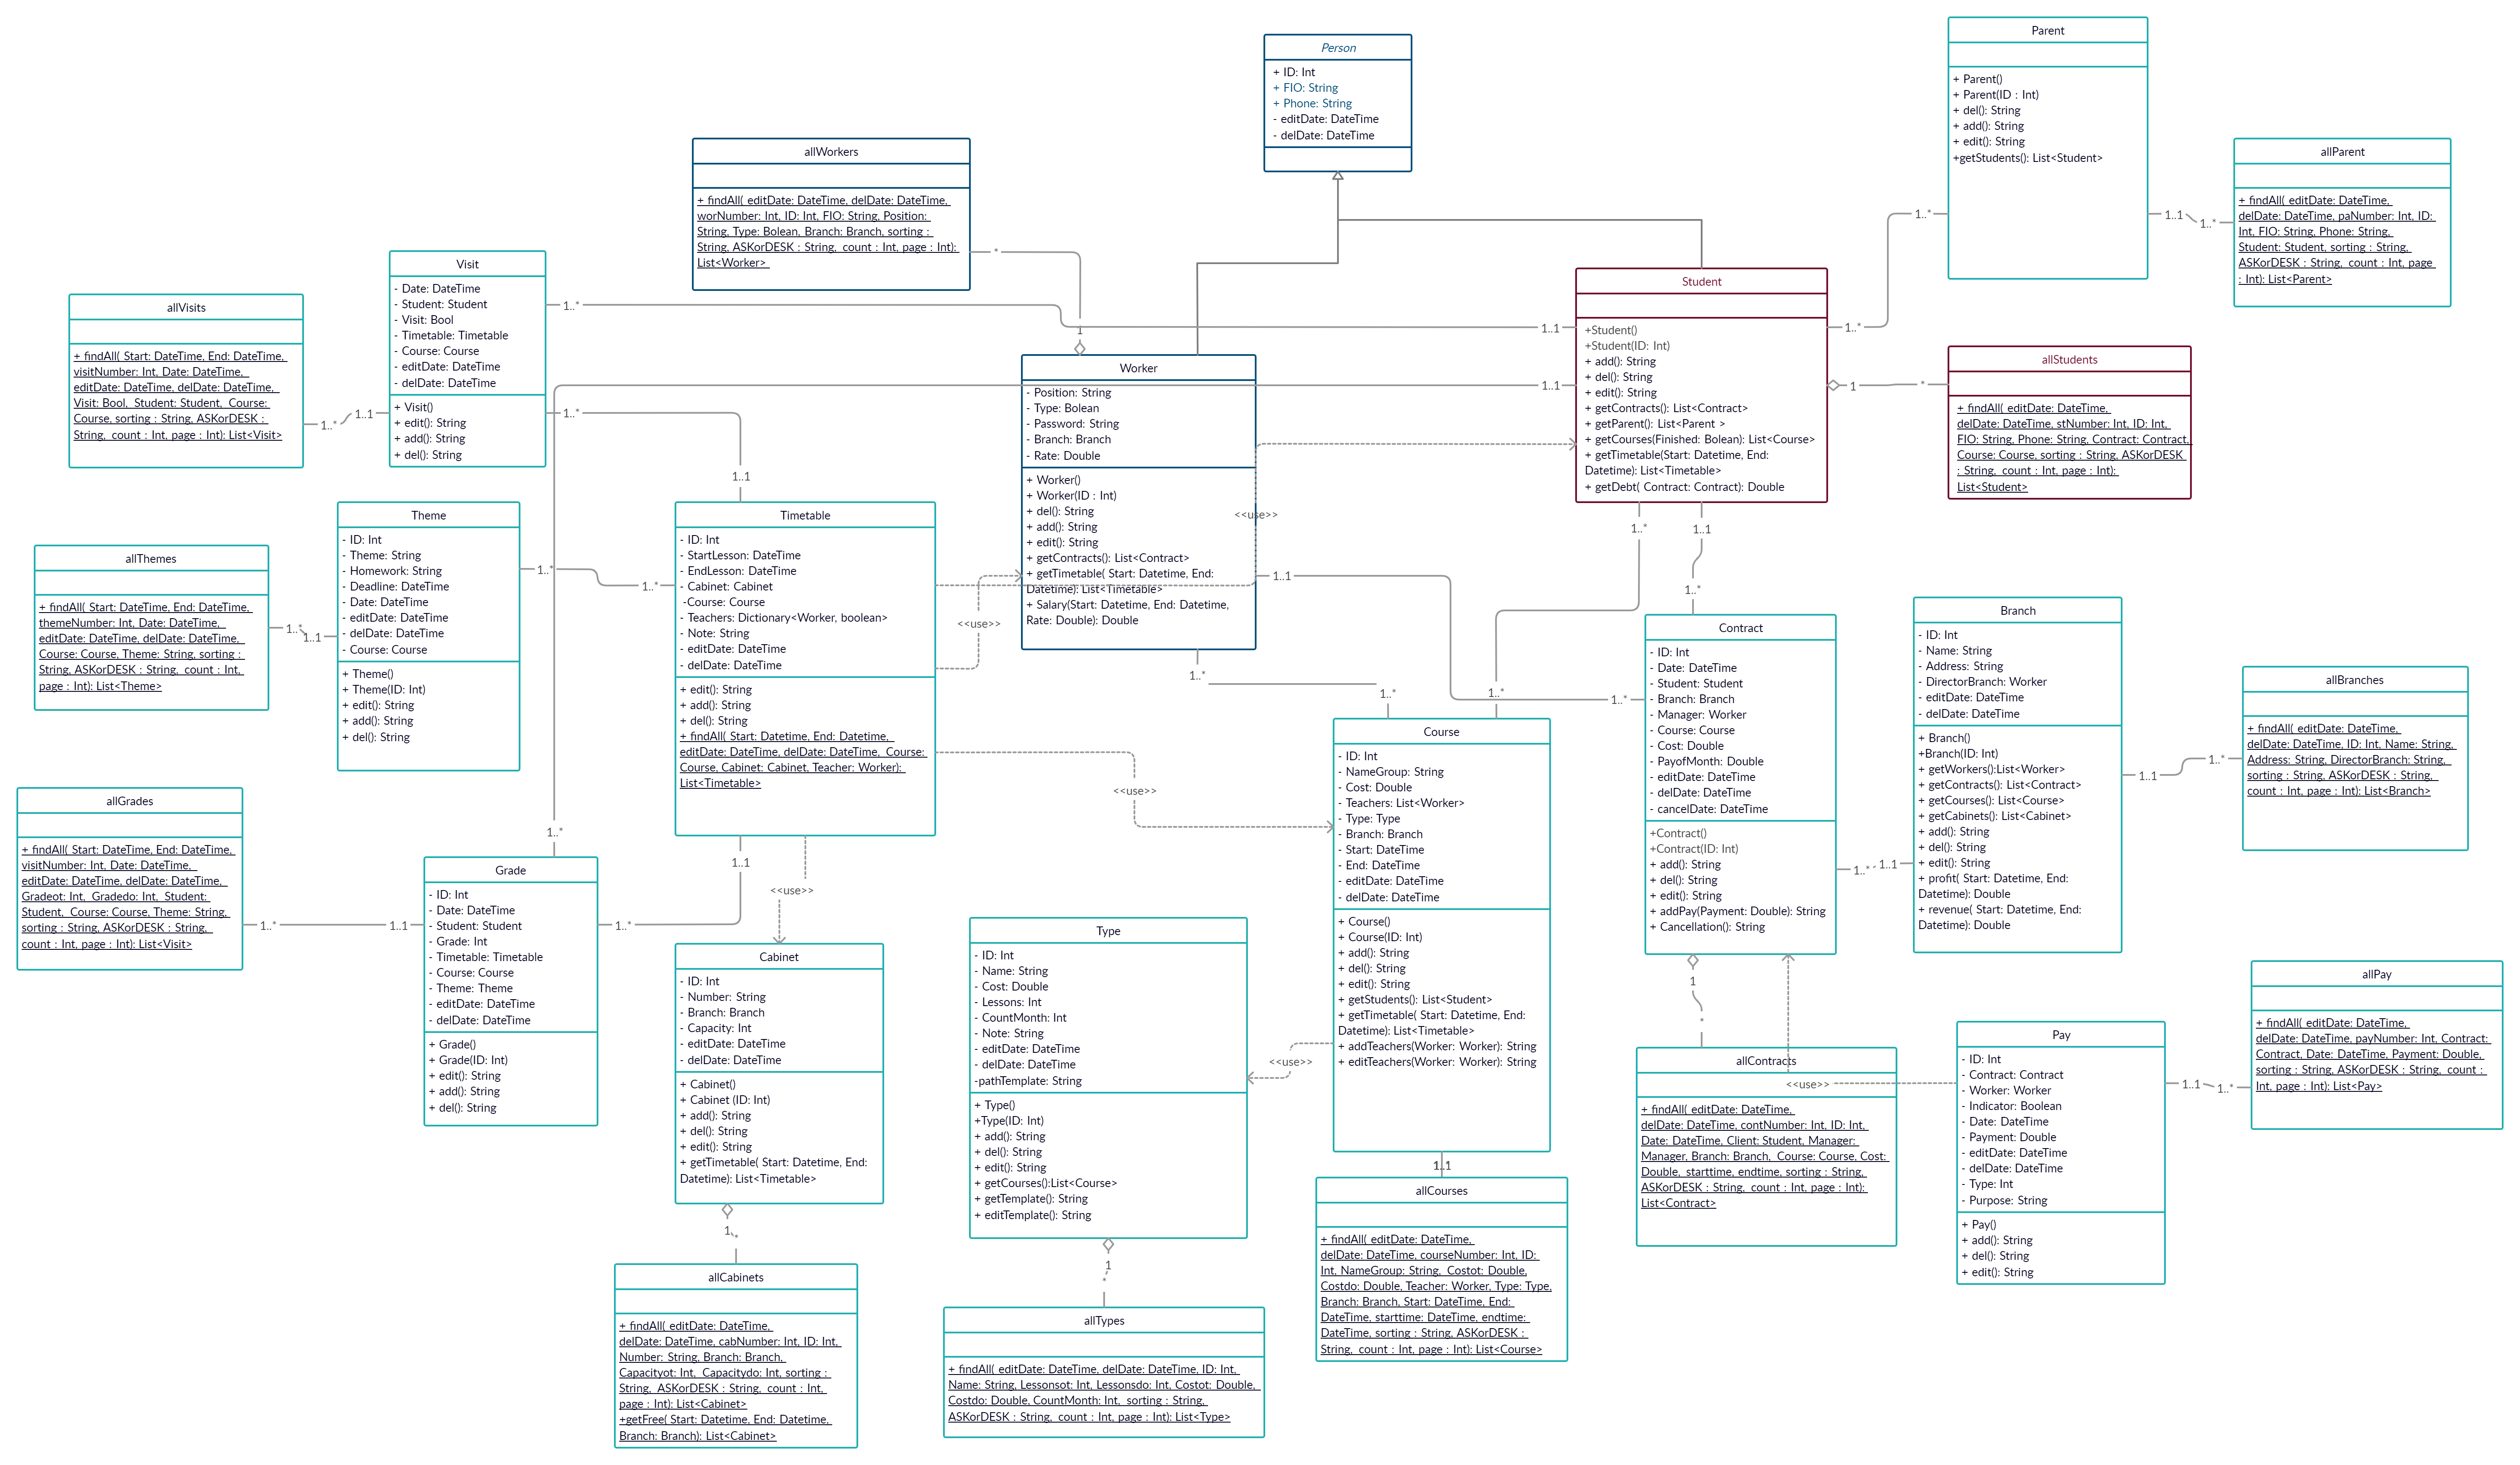 Person
+ ID: Int
+ FIO: String
+ Phone: String
- editDate: DateTime
- delDate: DateTime
Parent
+ Parent()
+ Parent(ID : Int)
+ del(): String
+ add(): String
+ edit(): String
+getStudents(): List<Student>
allParent
+ findAll( editDate: DateTime,
delDate: DateTime, paNumber: Int, ID:
Int, FIO: String, Phone: String,
Student: Student, sorting : String,
ASKorDESK : String, count : Int, page
: Int): List<Parent>
1..1
1..*
1..*
1..*
allWorkers
+ findAll( editDate: DateTime, delDate: DateTime,
worNumber: Int, ID: Int, FIO: String, Position:
String, Type: Bolean, Branch: Branch, sorting :
String, ASKorDESK : String, count : Int, page : Int):
List<Worker>
*
1
Visit
- Date: DateTime
- Student: Student
- Visit: Bool
- Timetable: Timetable
- Course: Course
- editDate: DateTime
- delDate: DateTime
+ Visit()
+ edit(): String
+ add(): String
+ del(): String
1..*
1..1
1..*
1..1
allVisits
+ findAll( Start: DateTime, End: DateTime,
visitNumber: Int, Date: DateTime,
editDate: DateTime, delDate: DateTime,
Visit: Bool, Student: Student, Course:
Course, sorting : String, ASKorDESK :
String, count : Int, page : Int): List<Visit>
1..*
1..1
Student
+Student()
+Student(ID: Int)
+ add(): String
+ del(): String
+ edit(): String
+ getContracts(): List<Contract>
+ getParent(): List<Parent >
+ getCourses(Finished: Bolean): List<Course>
+ getTimetable(Start: Datetime, End:
Datetime): List<Timetable>
+ getDebt( Contract: Contract): Double
1..1
1
*
allStudents
+ findAll( editDate: DateTime,
delDate: DateTime, stNumber: Int, ID: Int,
FIO: String, Phone: String, Contract: Contract,
Course: Course, sorting : String, ASKorDESK
: String, count : Int, page : Int):
List<Student>
Worker
- Position: String
- Type: Bolean
- Password: String
- Branch: Branch
- Rate: Double
+ Worker()
+ Worker(ID : Int)
+ del(): String
+ add(): String
+ edit(): String
+ getContracts(): List<Contract>
+ getTimetable( Start: Datetime, End:
Datetime): List<Timetable>
+ Salary(Start: Datetime, End: Datetime,
Rate: Double): Double
<<use>>
1..1
<<use>>
1..*
1..*
Theme
- ID: Int
- Theme: String
- Homework: String
- Deadline: DateTime
- Date: DateTime
- editDate: DateTime
- delDate: DateTime
- Course: Course
+ Theme()
+ Theme(ID: Int)
+ edit(): String
+ add(): String
+ del(): String
1..*
1..*
allThemes
+ findAll( Start: DateTime, End: DateTime,
themeNumber: Int, Date: DateTime,
editDate: DateTime, delDate: DateTime,
Course: Course, Theme: String, sorting :
String, ASKorDESK : String, count : Int,
page : Int): List<Theme>
1..*
1..1
Timetable
- ID: Int
- StartLesson: DateTime
- EndLesson: DateTime
- Cabinet: Cabinet
-Course: Course
- Teachers: Dictionary<Worker, boolean>
- Note: String
- editDate: DateTime
- delDate: DateTime
+ edit(): String
+ add(): String
+ del(): String
+ findAll( Start: Datetime, End: Datetime,
editDate: DateTime, delDate: DateTime, Course:
Course, Cabinet: Cabinet, Teacher: Worker):
List<Timetable>
1..1
<<use>>
<<use>>
1..*
1..1
1..*
1..*
1..*
Contract
- ID: Int
- Date: DateTime
- Student: Student
- Branch: Branch
- Manager: Worker
- Course: Course
- Cost: Double
- PayofMonth: Double
- editDate: DateTime
- delDate: DateTime
- cancelDate: DateTime
+Contract()
+Contract(ID: Int)
+ add(): String
+ del(): String
+ edit(): String
+ addPay(Payment: Double): String
+ Cancellation(): String
1..*
1..1
Branch
- ID: Int
- Name: String
- Address: String
- DirectorBranch: Worker
- editDate: DateTime
- delDate: DateTime
+ Branch()
+Branch(ID: Int)
+ getWorkers():List<Worker>
+ getContracts(): List<Contract>
+ getCourses(): List<Course>
+ getCabinets(): List<Cabinet>
+ add(): String
+ del(): String
+ edit(): String
+ profit( Start: Datetime, End:
Datetime): Double
+ revenue( Start: Datetime, End:
Datetime): Double
1..1
1..*
allBranches
+ findAll( editDate: DateTime,
delDate: DateTime, ID: Int, Name: String,
Address: String, DirectorBranch: String,
sorting : String, ASKorDESK : String,
count : Int, page : Int): List<Branch>
Course
- ID: Int
- NameGroup: String
- Cost: Double
- Teachers: List<Worker>
- Type: Type
- Branch: Branch
- Start: DateTime
- End: DateTime
- editDate: DateTime
- delDate: DateTime
+ Course()
+ Course(ID: Int)
+ add(): String
+ del(): String
+ edit(): String
+ getStudents(): List<Student>
+ getTimetable( Start: Datetime, End:
Datetime): List<Timetable>
+ addTeachers(Worker: Worker): String
+ editTeachers(Worker: Worker): String
<<use>>
1..1
allGrades
+ findAll( Start: DateTime, End: DateTime,
visitNumber: Int, Date: DateTime,
editDate: DateTime, delDate: DateTime,
Gradeot: Int, Gradedo: Int, Student:
Student, Course: Course, Theme: String,
sorting : String, ASKorDESK : String,
count : Int, page : Int): List<Visit>
1..*
1..1
1..*
Grade
- ID: Int
- Date: DateTime
- Student: Student
- Grade: Int
- Timetable: Timetable
- Course: Course
- Theme: Theme
- editDate: DateTime
- delDate: DateTime
+ Grade()
+ Grade(ID: Int)
+ edit(): String
+ add(): String
+ del(): String
1..*
Cabinet
- ID: Int
- Number: String
- Branch: Branch
- Capacity: Int
- editDate: DateTime
- delDate: DateTime
+ Cabinet()
+ Cabinet (ID: Int)
+ add(): String
+ del(): String
+ edit(): String
+ getTimetable( Start: Datetime, End:
Datetime): List<Timetable>
1
*
Type
- ID: Int
- Name: String
- Cost: Double
- Lessons: Int
- CountMonth: Int
- Note: String
- editDate: DateTime
- delDate: DateTime
-pathTemplate: String
+ Type()
+Type(ID: Int)
+ add(): String
+ del(): String
+ edit(): String
+ getCourses():List<Course>
+ getTemplate(): String
+ editTemplate(): String
1
*
1
*
allContracts
+ findAll( editDate: DateTime,
delDate: DateTime, contNumber: Int, ID: Int,
Date: DateTime, Client: Student, Manager:
Manager, Branch: Branch, Course: Course, Cost:
Double, starttime, endtime, sorting : String,
ASKorDESK : String, count : Int, page : Int):
List<Contract>
<<use>>
Pay
- ID: Int
- Contract: Contract
- Worker: Worker
- Indicator: Boolean
- Date: DateTime
- Payment: Double
- editDate: DateTime
- delDate: DateTime
- Type: Int
- Purpose: String
+ Pay()
+ add(): String
+ del(): String
+ edit(): String
1..1
1..*
allPay
+ findAll( editDate: DateTime,
delDate: DateTime, payNumber: Int, Contract:
Contract, Date: DateTime, Payment: Double,
sorting : String, ASKorDESK : String, count :
Int, page : Int): List<Pay>
allCabinets
+ findAll( editDate: DateTime,
delDate: DateTime, cabNumber: Int, ID: Int,
Number: String, Branch: Branch,
Capacityot: Int, Capacitydo: Int, sorting :
String, ASKorDESK : String, count : Int,
page : Int): List<Cabinet>
+getFree( Start: Datetime, End: Datetime,
Branch: Branch): List<Cabinet>
allTypes
+ findAll( editDate: DateTime, delDate: DateTime, ID: Int,
Name: String, Lessonsot: Int, Lessonsdo: Int, Costot: Double,
Costdo: Double, CountMonth: Int, sorting : String,
ASKorDESK : String, count : Int, page : Int): List<Type>
allCourses
+ findAll( editDate: DateTime,
delDate: DateTime, courseNumber: Int, ID:
Int, NameGroup: String, Costot: Double,
Costdo: Double, Teacher: Worker, Type: Type,
Branch: Branch, Start: DateTime, End:
DateTime, starttime: DateTime, endtime:
DateTime, sorting : String, ASKorDESK :
String, count : Int, page : Int): List<Course>